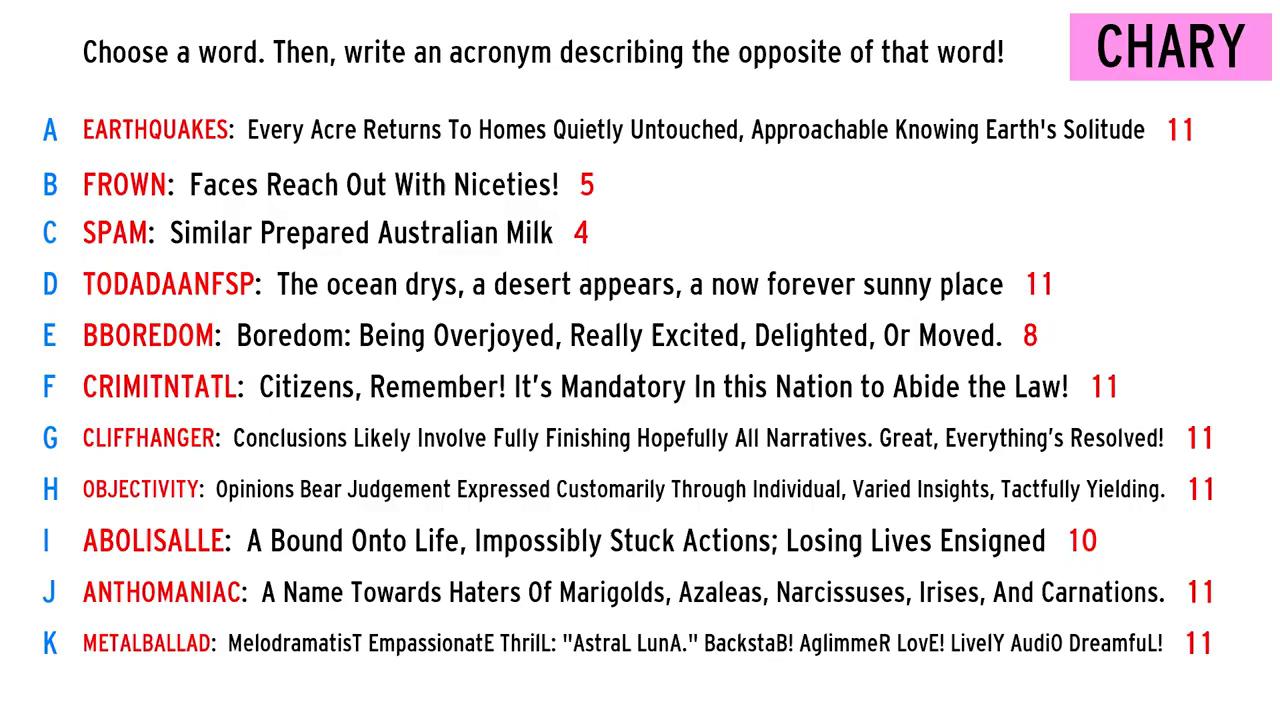 Choose a word. Then, write an acronym describing the opposite of that word!
CHARY
A EARTHQUAKES: Every Acre Returns To Homes Quietly Untouched, Approachable Knowing Earth's Solitude 11
B FROWN: Faces Reach Out With Niceties! 5
C SPAM: Similar Prepared Australian Milk 4
D TODADAANFSP: The ocean drys, a desert appears, a now forever sunny place 11
E BBOREDOM: Boredom: Being Overjoyed, Really Excited, Delighted, Or Moved. 8
F CRIMITNTATL: Citizens, Remember! It’s Mandatory In this Nation to Abide the Law! 11
G CLIFFHANGER: Conclusions Likely Involve Fully Finishing Hopefully All Narratives. Great, Everything’s Resolved! 11
H OBJECTIVITY: Opinions Bear Judgement Expressed Customarily Through Individual, Varied Insights, Tactfully Yielding. 11
I ABOLISALLE: A Bound Onto Life, Impossibly Stuck Actions; Losing Lives Ensigned 10
J ANTHOMANIAC: A Name Towards Haters Of Marigolds, Azaleas, Narcissuses, Irises, And Carnations. 11
K METALBALLAD: MelodramatisT EmpassionatE ThrilL: "AstraL LunA." BackstaB! AglimmeR LovE! LivelY AudiO DreamfuL! 11